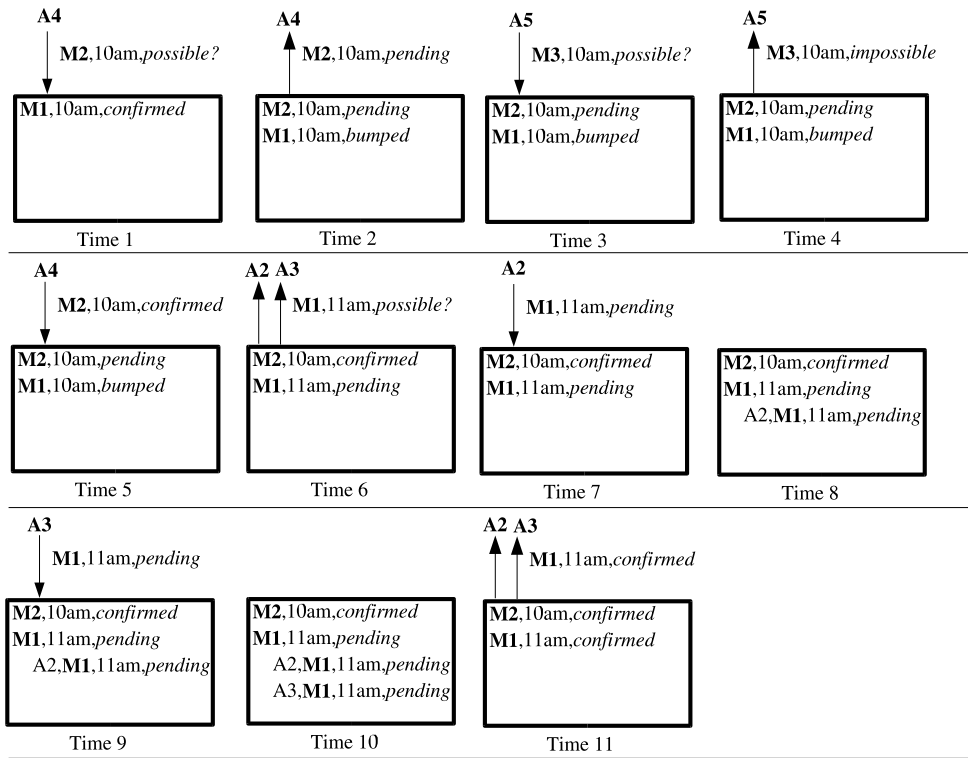 A4 A4 A5 A5
M2,10am,possible? M2,10am,pending M3,10am,possible? M3,10am,impossible
M1,10am,confirmed M2,10am,pending M2,10am,pending M2,10am,pending
M1,10am,bumped M1,10am,bumped M1,10am,bumped
Time 1 Time 2 Time 3 Time 4
A4 A2 A3 A2
M2,10am,confirmed M1,11am,possible? M1,11am,pending
M2,10am,pending M2,10am,confirmed M2,10am,confirmed M2,10am,confirmed
M1,10am,bumped M1,11am,pending M1,11am,pending M1,11am,pending
A2,M1,11am,pending
Time 5 Time 6 Time 7 Time 8
A3 A2 A3
M1,11am,pending M1,11am,confirmed
M2,10am,confirmed M2,10am,confirmed M2,10am,confirmed
M1,11am,pending M1,11am,pending M1,11am,confirmed
A2,M1,11am,pending A2,M1,11am,pending
A3,M1,11am,pending
Time 9 Time 10 Time 11